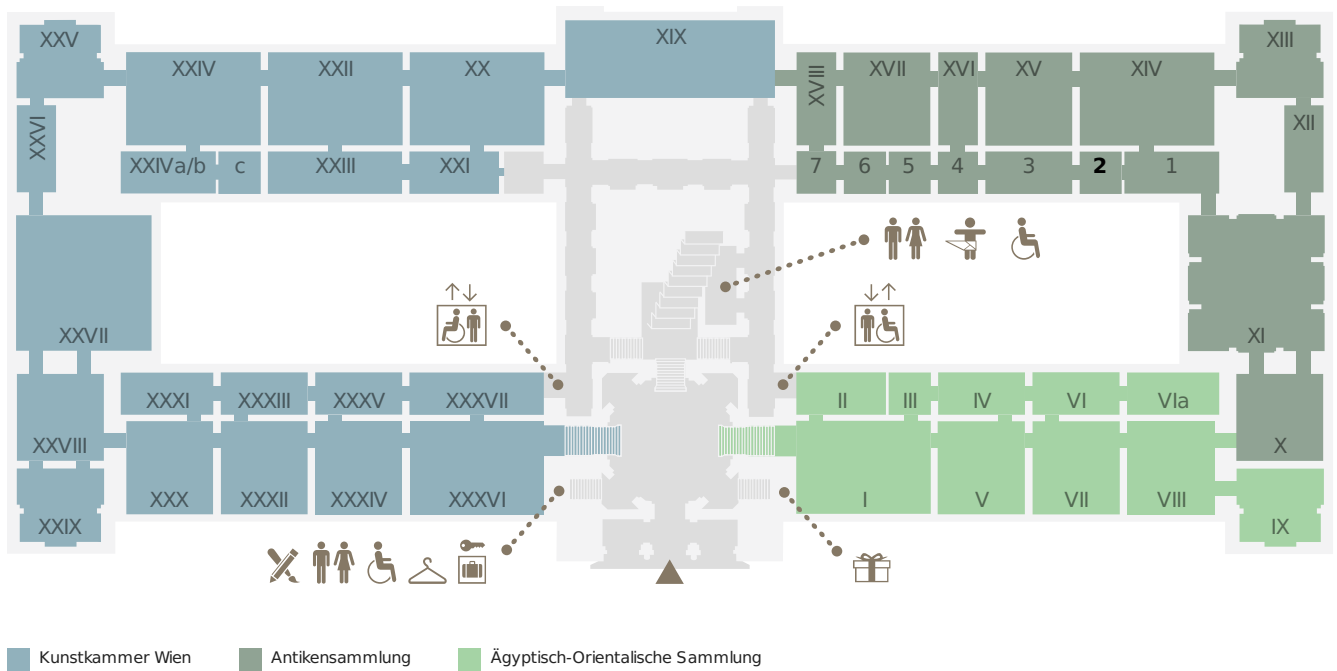 XXV
XIX
XIII
XXIV
XXII
XX
XVIII
XVII
XVI
XV
XIV
XXVI
XII
XXIVa/b
c
XXIII
XXI
7
6
5
4
3
2
1
XXVII
XI
XXXI
XXXIII
XXXV
XXXVII
II
III
IV
VI
VIa
XXVIII
X
XXX
XXXII
XXXIV
XXXVI
I
V
VII
VIII
XXIX
IX
Kunstkammer Wien
Antikensammlung
Ägyptisch-Orientalische Sammlung